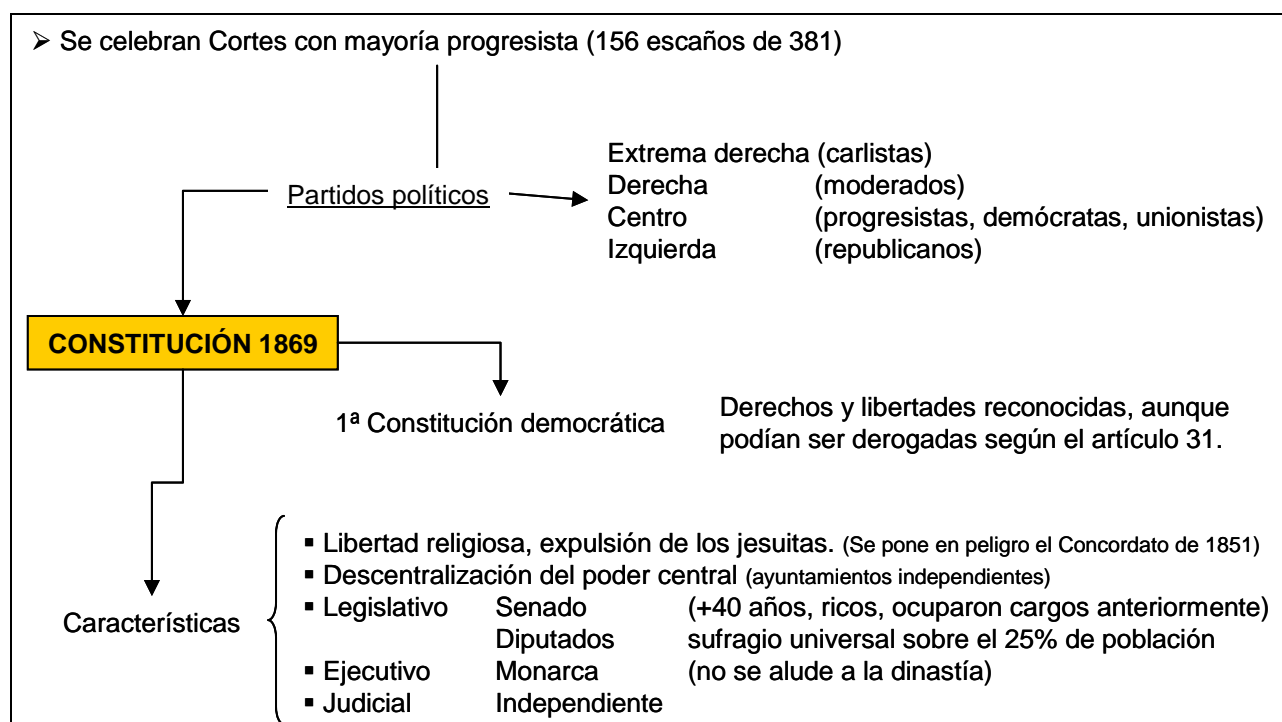 ➢ Se celebran Cortes con mayoría progresista (156 escaños de 381)
Extrema derecha (carlistas)
Derecha (moderados)
Partidos políticos
Centro (progresistas, demócratas, unionistas)
Izquierda (republicanos)
CONSTITUCIÓN 1869
1ª Constitución democrática
Derechos y libertades reconocidas, aunque
podían ser derogadas según el artículo 31.
Características
▪ Libertad religiosa, expulsión de los jesuitas. (Se pone en peligro el Concordato de 1851)
▪ Descentralización del poder central (ayuntamientos independientes)
▪ Legislativo Senado (+40 años, ricos, ocuparon cargos anteriormente)
Diputados sufragio universal sobre el 25% de población
▪ Ejecutivo Monarca (no se alude a la dinastía)
▪ Judicial Independiente